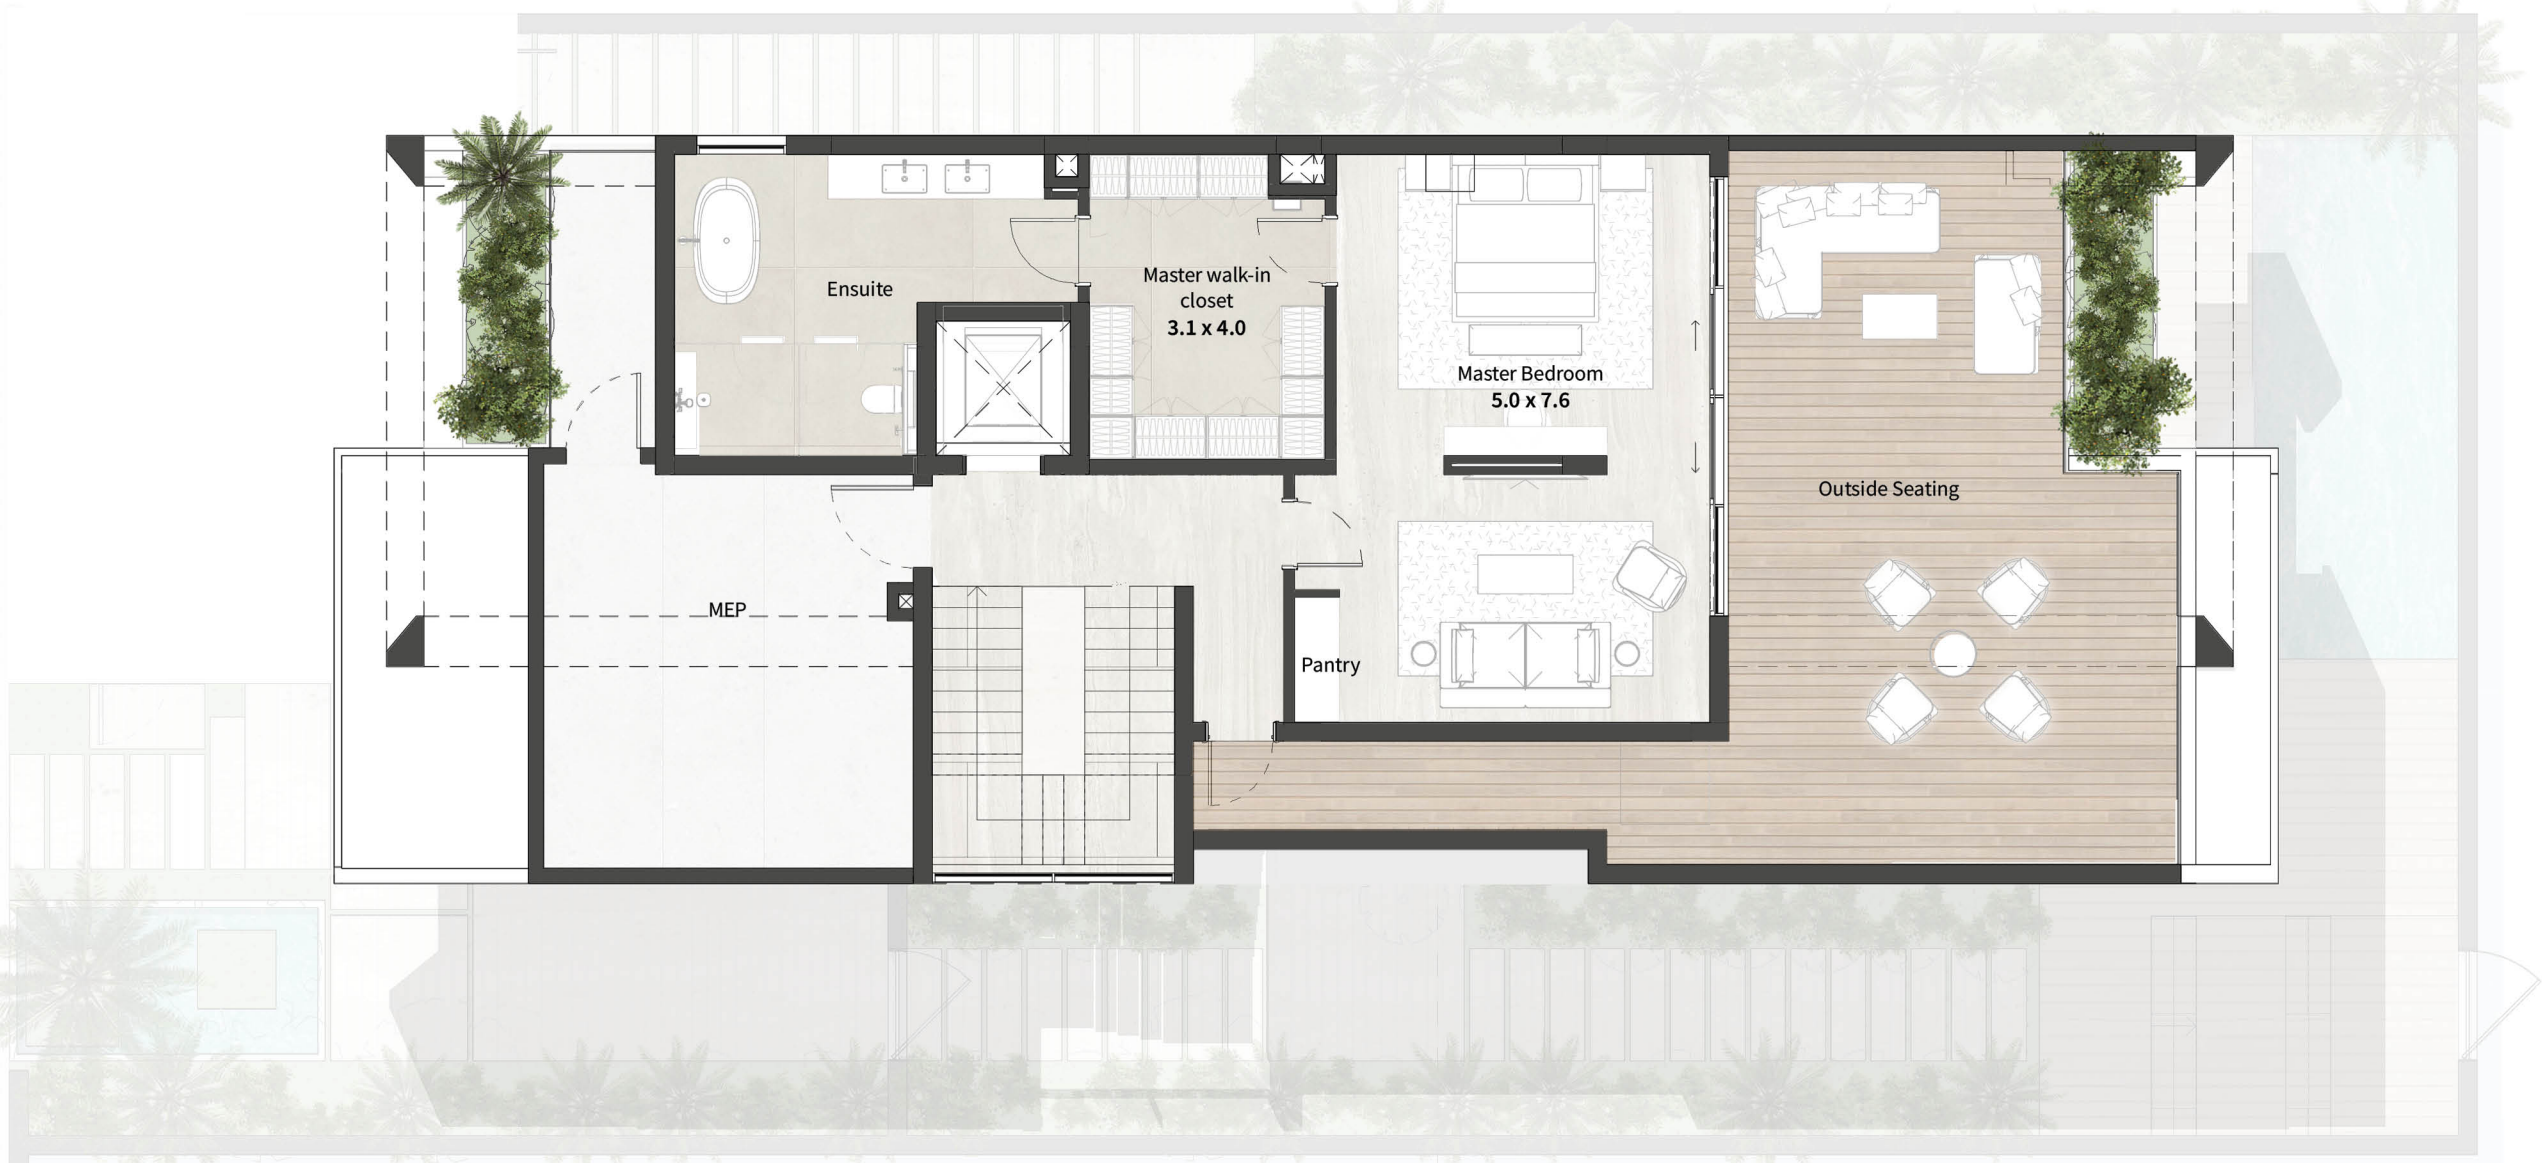 Ensuite
Master walk-in
closet
3.1 x 4.0
Master Bedroom
5.0 x 7.6
Outside Seating
MEP
Pantry